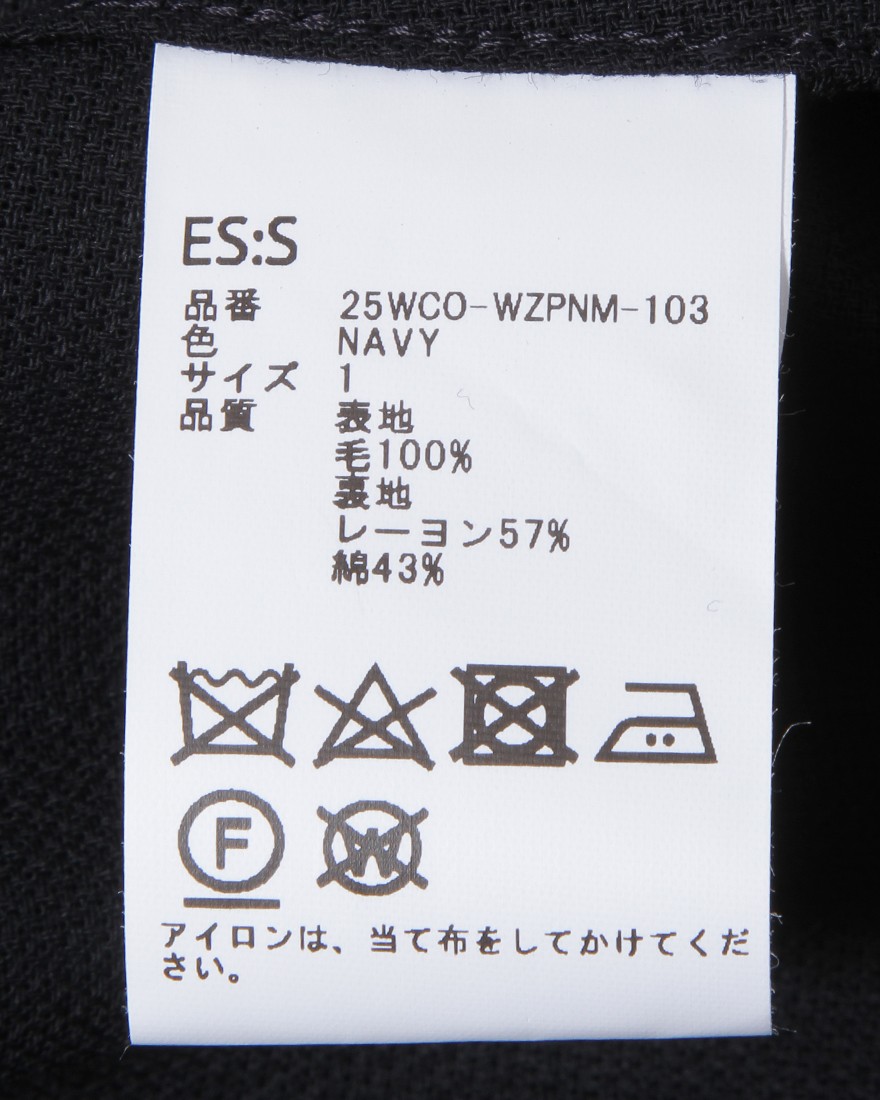 ES:S
品番 25WCO-WZPNM-103
色 NAVY
サイズ 1
品質 表地
毛100%
裏地
レーヨン57%
綿43%
F
W
アイロンは、当て布をしてかけてくだ
さい。